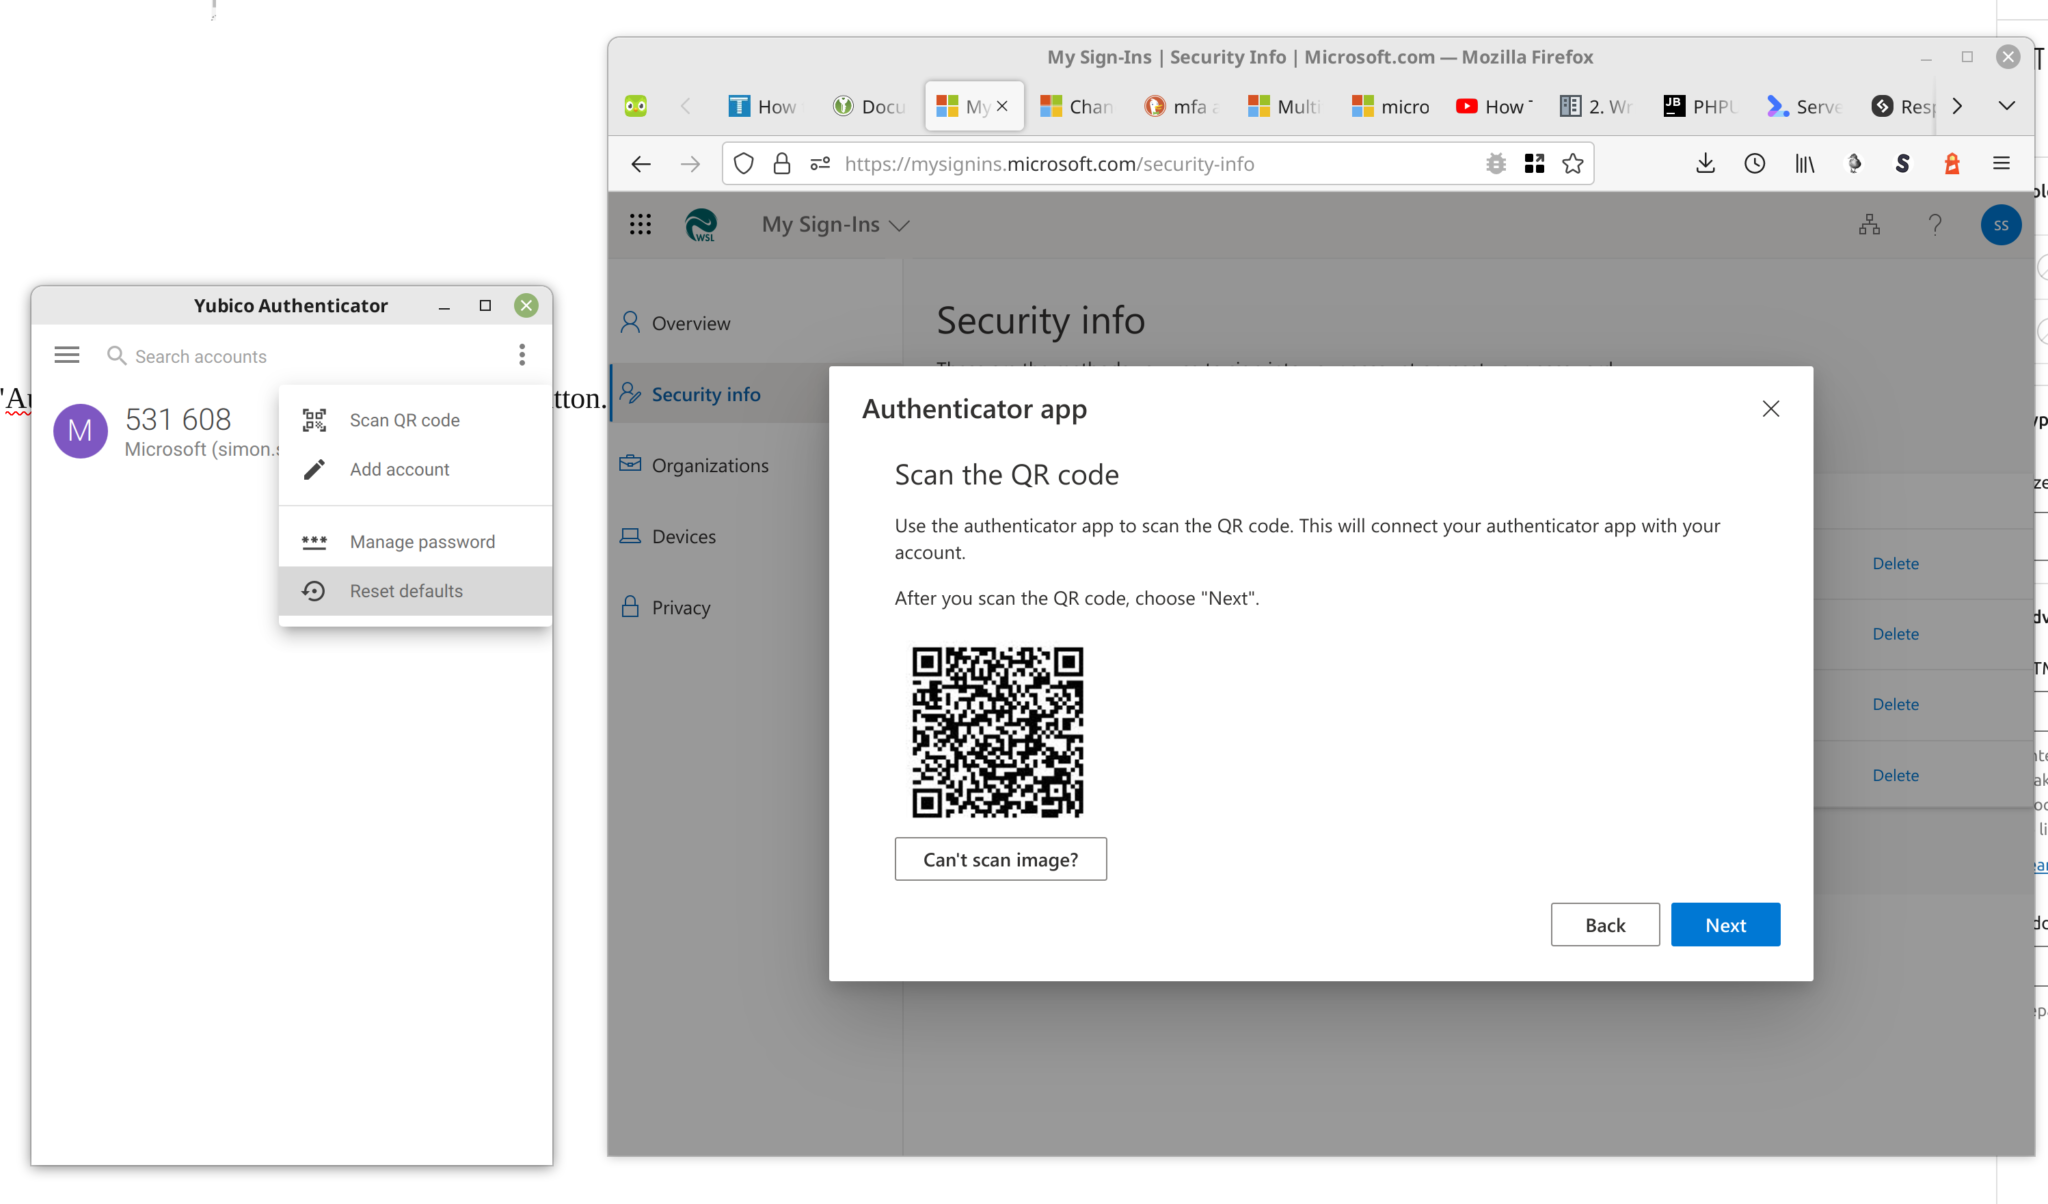 My Sign-Ins | Security Info | Microsoft.com — Mozilla Firefox
How
Docu
My
Chan
mfa a
Multi
micro
How T
2. Wr
PHPU
Serve
Resp
https://mysignins.microsoft.com/security-info
WSL
My Sign-Ins
?
SS
Overview
Security info
Organizations
Devices
Privacy
Security info
Yubico Authenticator
Search accounts
531 608
M
Microsoft (simon.s
Scan QR code
Add account
Manage password
Reset defaults
tton.
Authenticator app
Scan the QR code
Use the authenticator app to scan the QR code. This will connect your authenticator app with your
account.
After you scan the QR code, choose "Next".
Can't scan image?
Back
Next
Delete
Delete
Delete
Delete